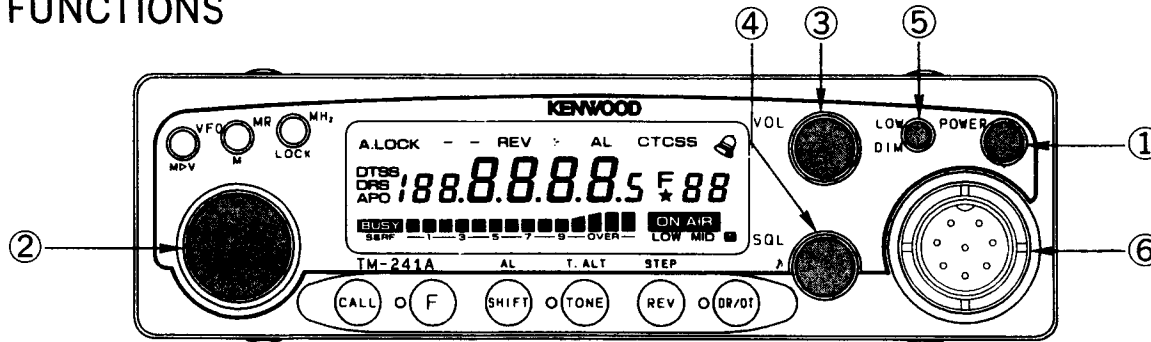 FUNCTIONS
④ ③ ⑤
KENWOOD
VFO MR MHz VOL LOW POWER
M▷V M LOCK DIM
①
A.LOCK - - REV AL CTCSS
DTSS
DRS
APO
188.8.8.8.8.5 F ★ 88
BUSY ON AIR
S&RF 1 3 5 7 9 OVER LOW MID
②
SQL
⑥
TM-241A AL T. ALT STEP
CALL F SHIFT TONE REV DR/DT